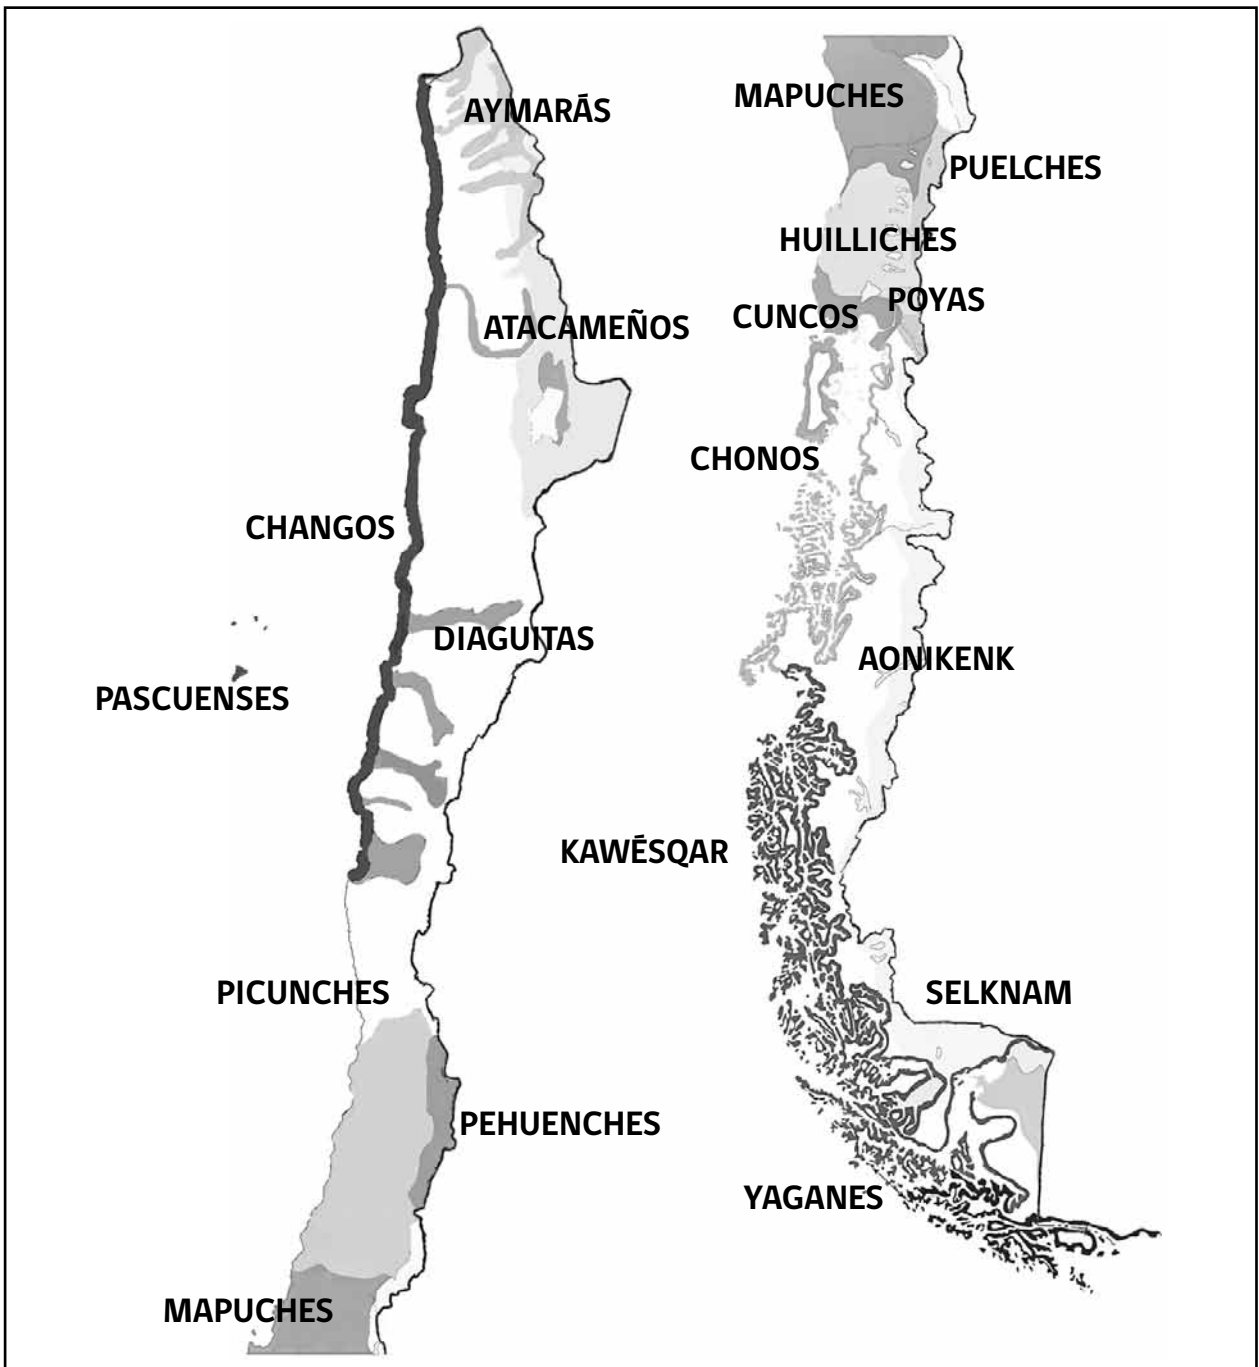 AYMARÁS
ATACAMEÑOS
CHANGOS
DIAGUITAS
PASCUENSES
PICUNCHES
PEHUENCHES
MAPUCHES
MAPUCHES
PUELCHES
HUILLICHES
POYAS
CUNCOS
CHONOS
AONIKENK
KAWÉSQAR
SELKNAM
YAGANES